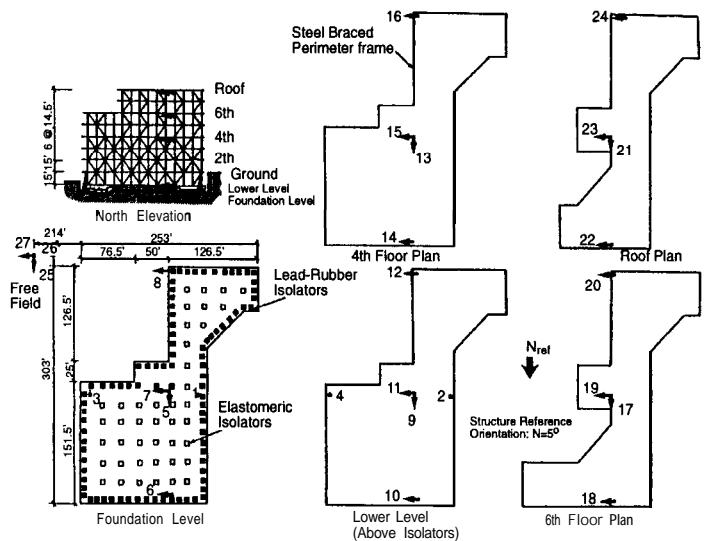 16
Steel Braced
Perimeter frame
15
13
14
4th Floor Plan
24
23
21
22
Roof Plan
Roof
6th
4th
2th
Ground
Lower Level
Foundation Level
15'15' 6 @14.5'
North Elevation
214'
253'
76.5' 50' 126.5'
27
26
25
Free
Field
8
Lead-Rubber
Isolators
303'
126.5'
25'
151.5'
3
7
5
1
Elastomeric
Isolators
6
Foundation Level
12
4
11
9
2
10
Lower Level
(Above Isolators)
Nref
Structure Reference
Orientation: N=5°
20
19
17
18
6th Floor Plan